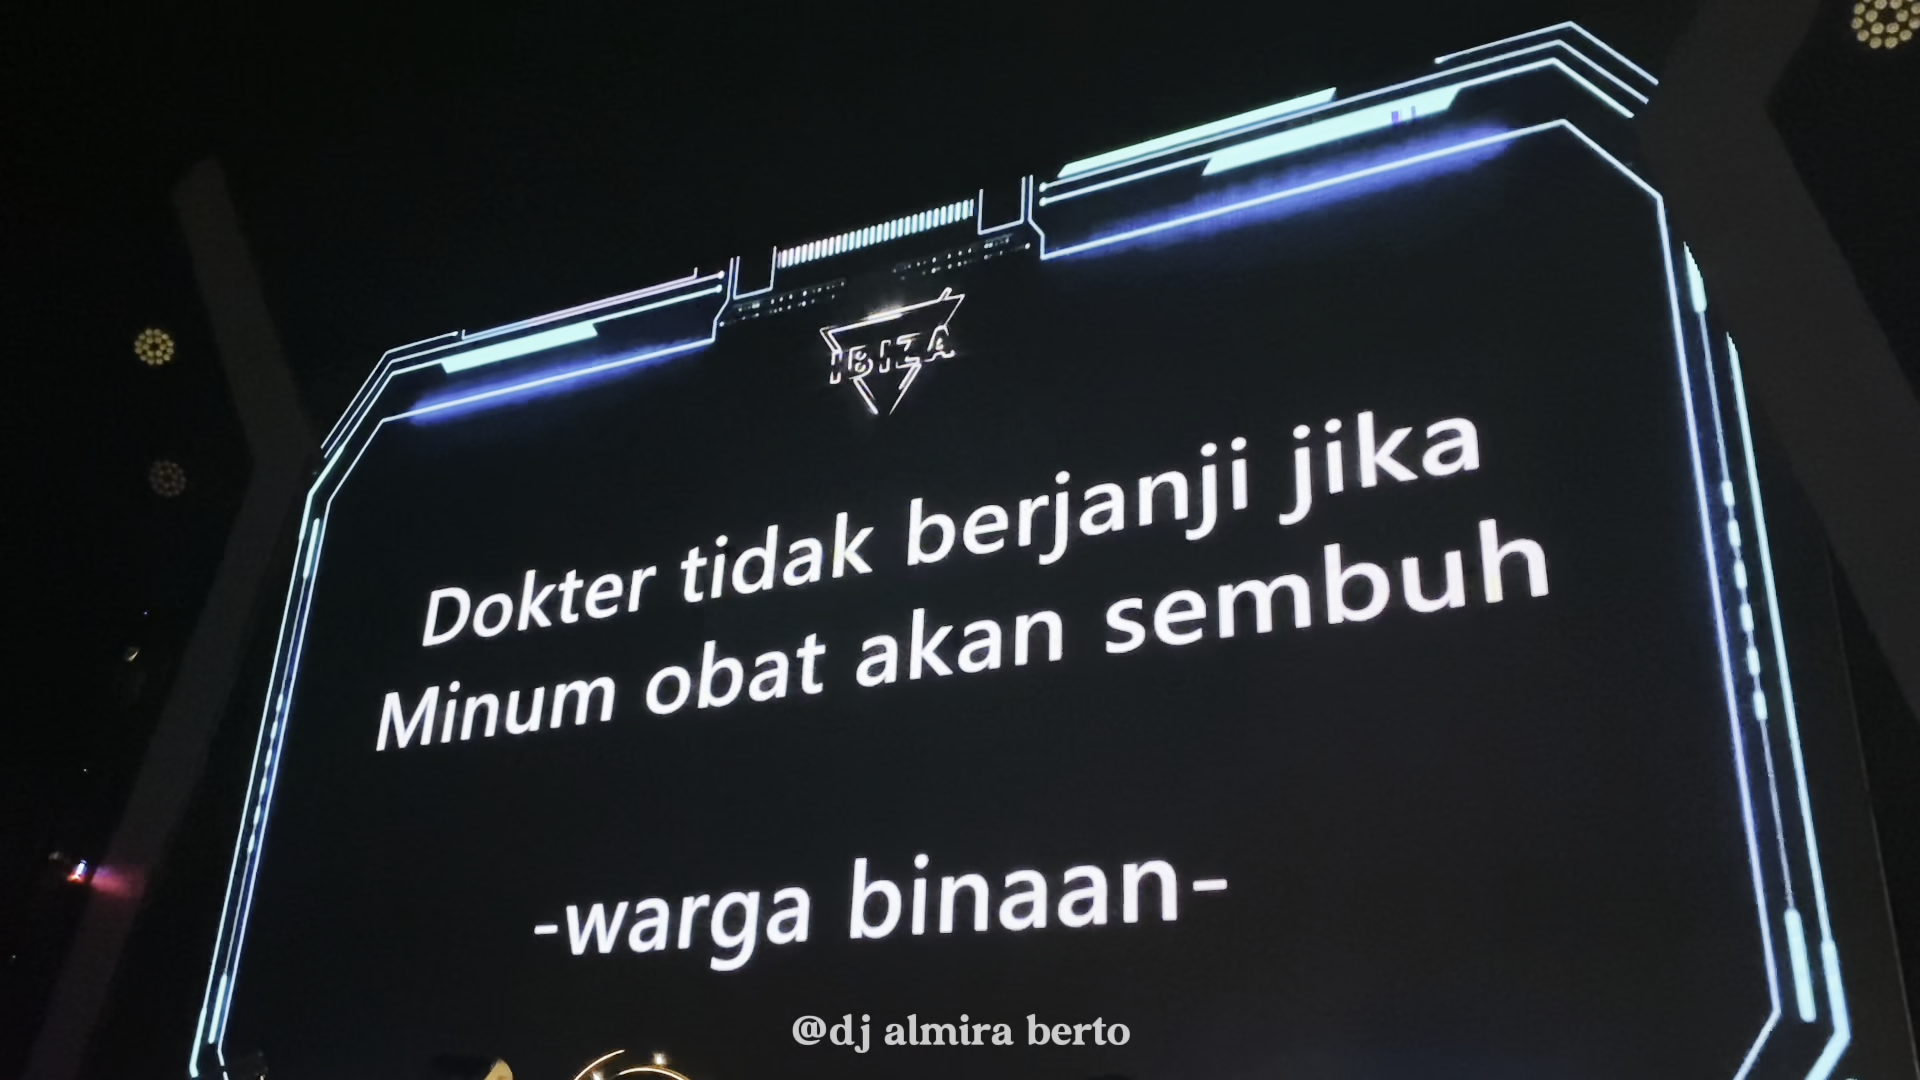 IBIZA
Dokter tidak berjanji jika
Minum obat akan sembuh
-warga binaan-
@dj almira berto